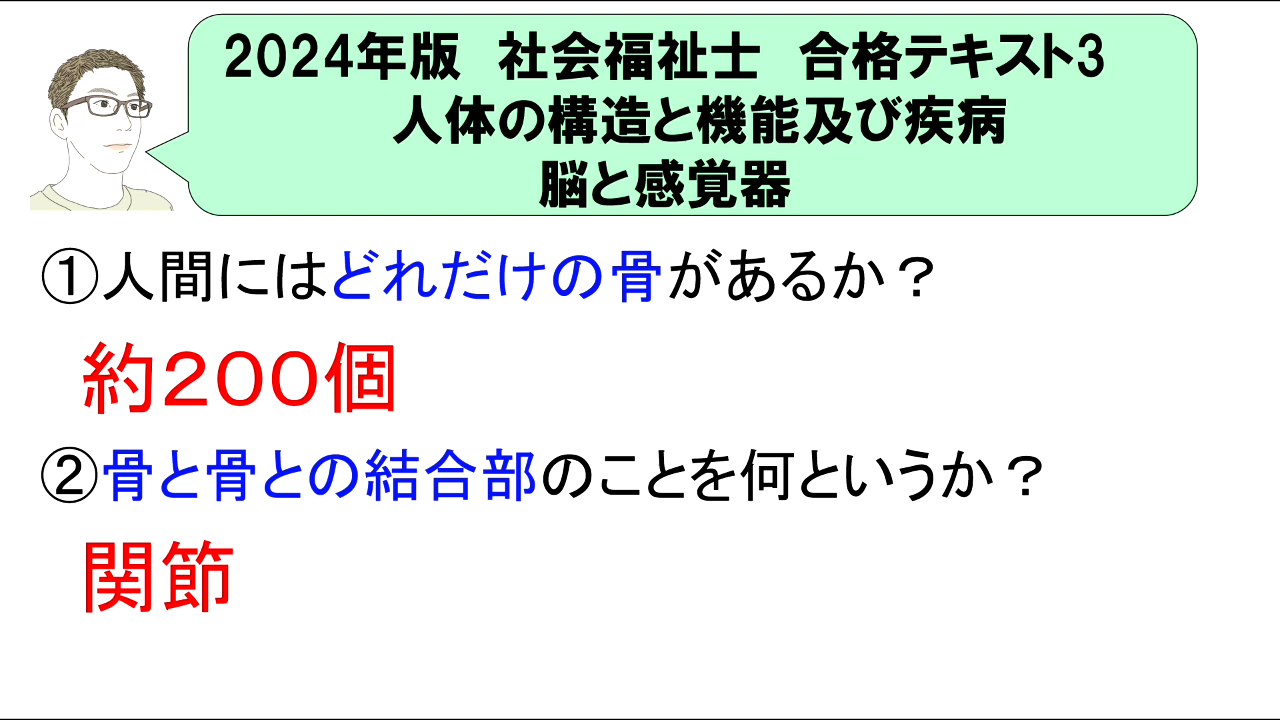 2024年版　社会福祉士　合格テキスト3
人体の構造と機能及び疾病
脳と感覚器
①人間にはどれだけの骨があるか？
約２００個
②骨と骨との結合部のことを何というか？
関節